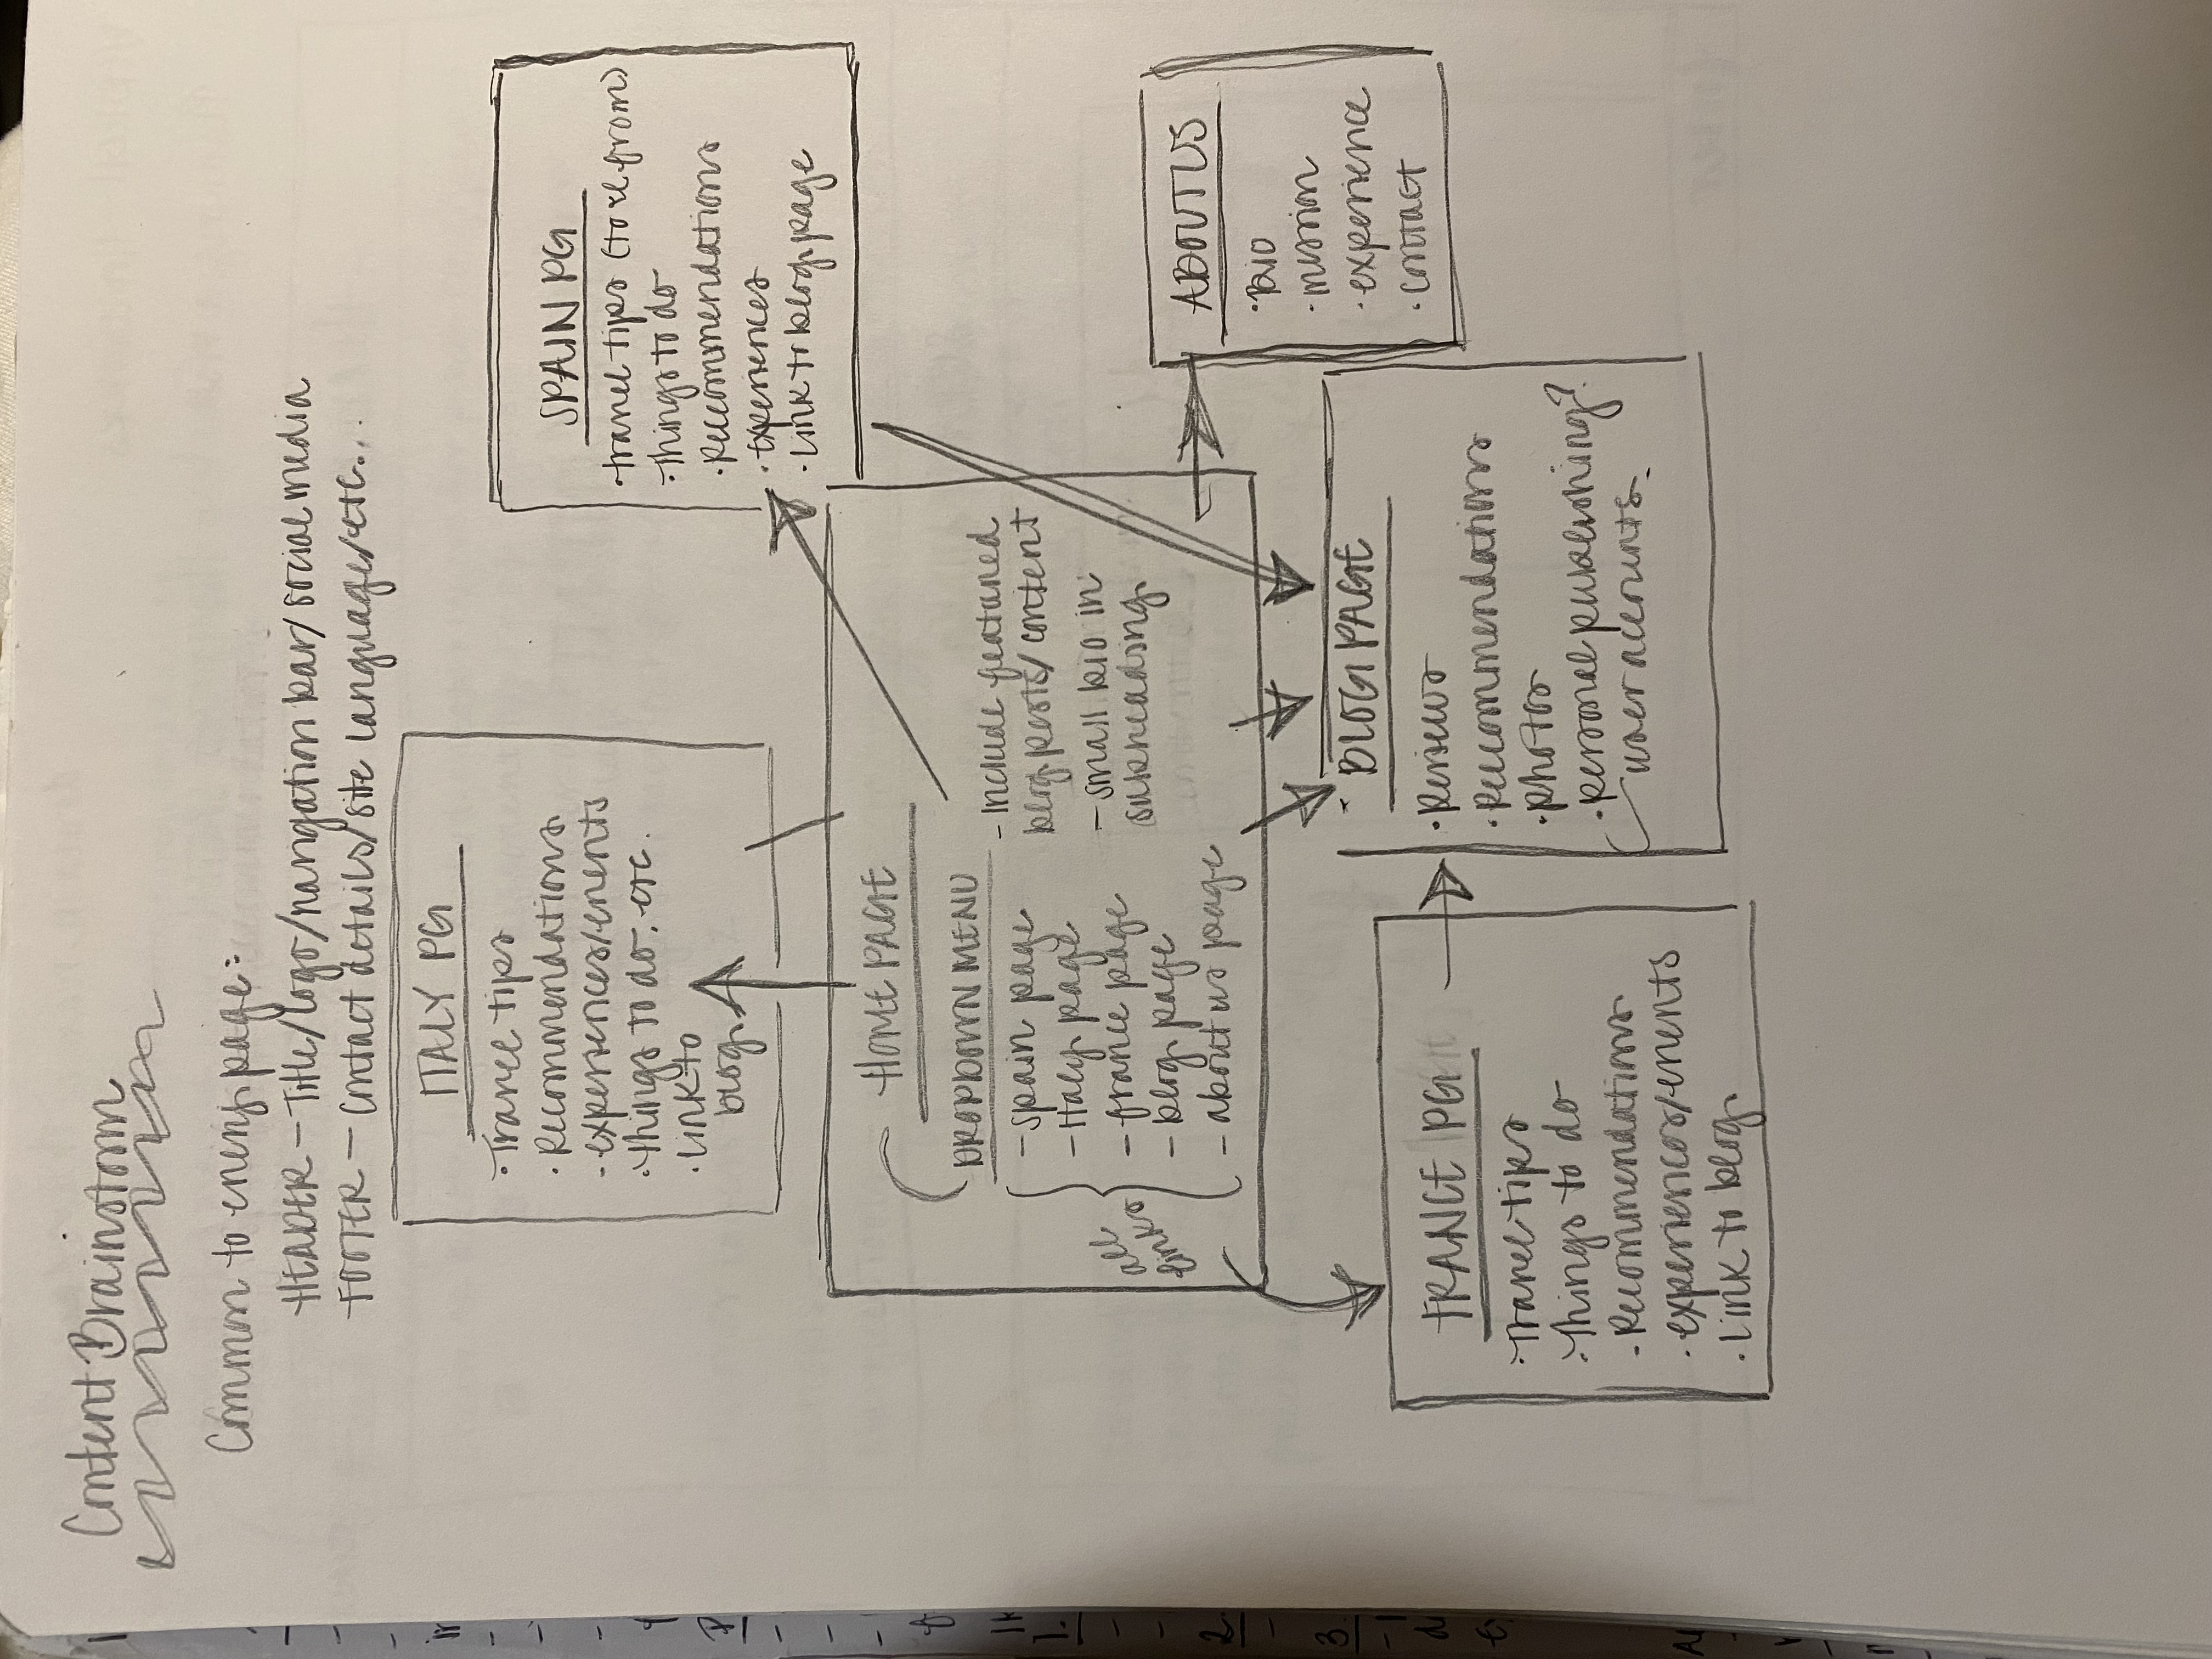 Content Brainstorm
Common to every page:
HEADER - Title/logo/navigation bar/social media
FOOTER - Contact details/site language/etc...
ITALY PG
·Travel tips
·Recommendations
-experiences/events
·Things to do, etc.
·Link to
blog
SPAIN PG
·travel tips (to & from)
·Things to do
·Recommendations
·Experiences
·Link to blog page
HOME PAGE
DROPDOWN MENU
-Spain page
-Italy page
-France page
-blog page
-about us page
all
links
-Include featured
blog posts/content
-small bio in
subheading
ABOUT US
·Bio
·mission
·experience
·contact
FRANCE PG
·Travel tips
·Things to do
-Recommendations
·experiences/events
·Link to blog
BLOG PAGE
·Reviews
·Recommendations
·photos
·personal publishing?
user accounts